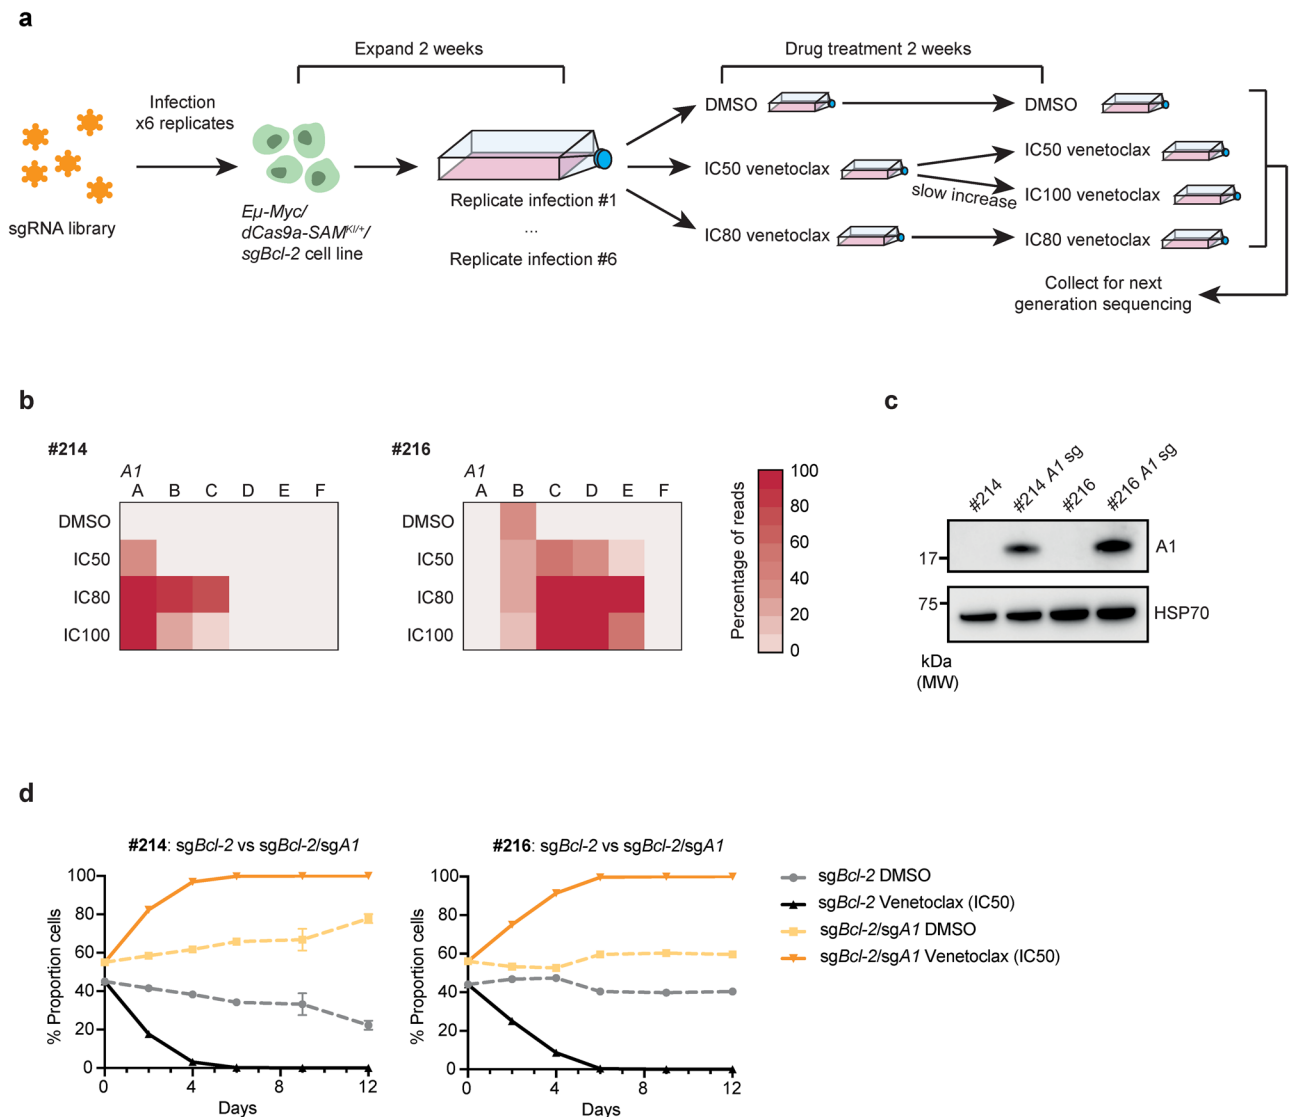 a
Expand 2 weeks
Drug treatment 2 weeks
Infection
x6 replicates
sgRNA library
Eμ-Myc/
dCas9a-SAM^KI/+/
sgBcl-2 cell line
Replicate infection #1
...
Replicate infection #6
DMSO
IC50 venetoclax
IC80 venetoclax
slow increase
DMSO
IC50 venetoclax
IC100 venetoclax
IC80 venetoclax
Collect for next
generation sequencing
b
#214
A1
A B C D E F
DMSO
IC50
IC80
IC100
#216
A1
A B C D E F
DMSO
IC50
IC80
IC100
Percentage of reads
100
80
60
40
20
0
c
#214
#214 A1 sg
#216
#216 A1 sg
17
A1
75
HSP70
kDa
(MW)
d
#214: sgBcl-2 vs sgBcl-2/sgA1
% Proportion cells
100
80
60
40
20
0
0 4 8 12
Days
#216: sgBcl-2 vs sgBcl-2/sgA1
% Proportion cells
100
80
60
40
20
0
0 4 8 12
Days
sgBcl-2 DMSO
sgBcl-2 Venetoclax (IC50)
sgBcl-2/sgA1 DMSO
sgBcl-2/sgA1 Venetoclax (IC50)